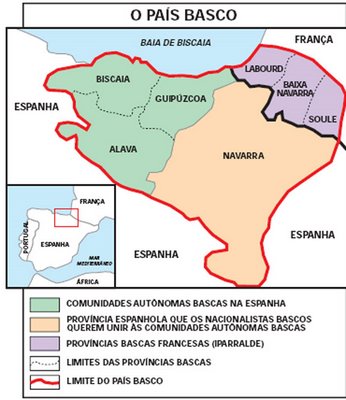 O PAÍS BASCO
FRANÇA
BAIA DE BISCAIA
BISCAIA
LABOURD
BAIXA
NAVARRA
GUIPÚZCOA
ESPANHA
SOULE
ALAVA
NAVARRA
FRANÇA
PORTUGAL
ESPANHA
MAR
MEDITERRÂNEO
ÁFRICA
ESPANHA
ESPANHA
COMUNIDADES AUTÔNOMAS BASCAS NA ESPANHA
PROVÍNCIA ESPANHOLA QUE OS NACIONALISTAS BASCOS
QUEREM UNIR ÀS COMUNIDADES AUTÔNOMAS BASCAS
PROVÍNCIAS BASCAS FRANCESAS (IPARRALDE)
LIMITES DAS PROVÍNCIAS BASCAS
LIMITE DO PAÍS BASCO